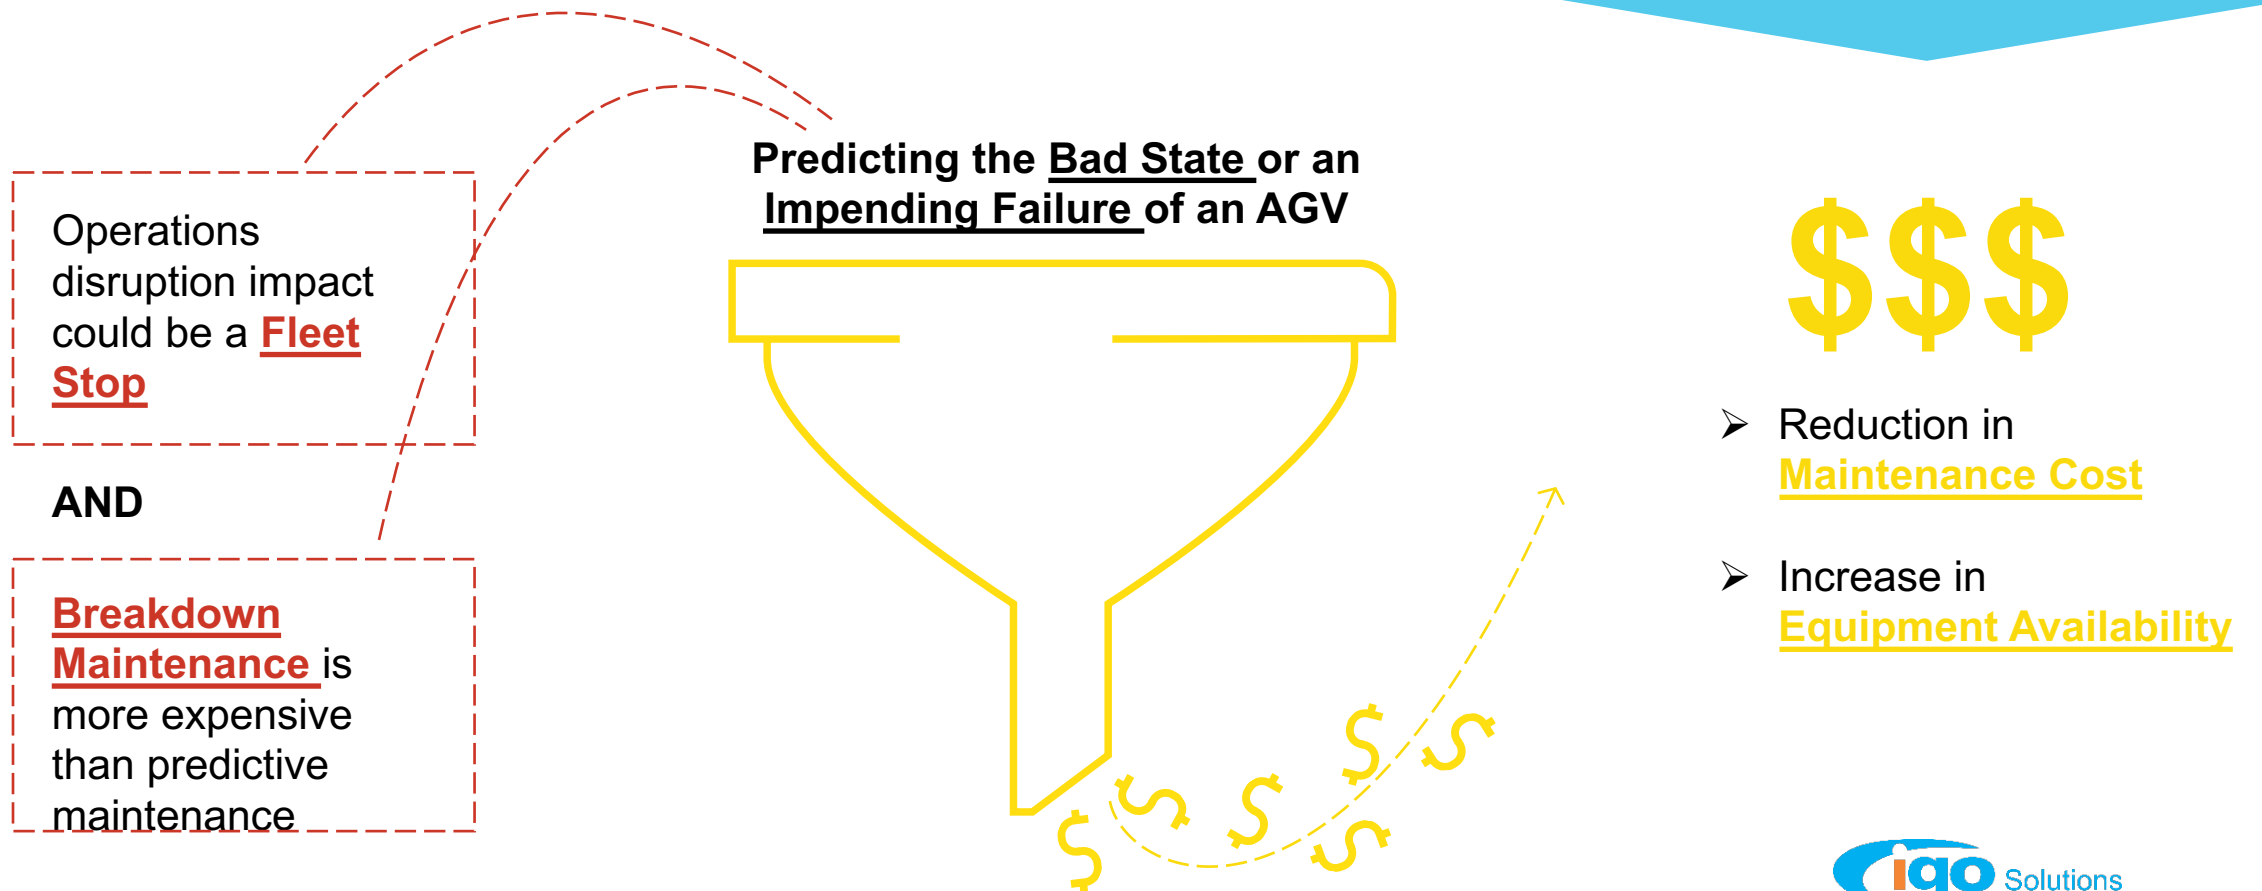 Predicting the Bad State or an
Impending Failure of an AGV
Operations
disruption impact
could be a Fleet
Stop
AND
Breakdown
Maintenance is
more expensive
than predictive
maintenance
$$$
Reduction in
Maintenance Cost
Increase in
Equipment Availability
$ $ $ $ $ $
Solutions